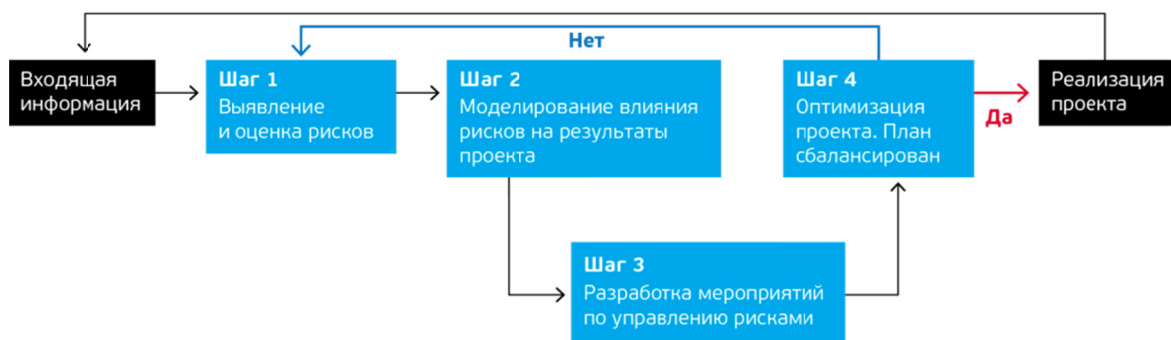 Нет
Входящая
информация
Шаг 1
Выявление
и оценка рисков
Шаг 2
Моделирование влияния
рисков на результаты
проекта
Шаг 4
Оптимизация
проекта. План
сбалансирован
Да
Реализация
проекта
Шаг 3
Разработка мероприятий
по управлению рисками